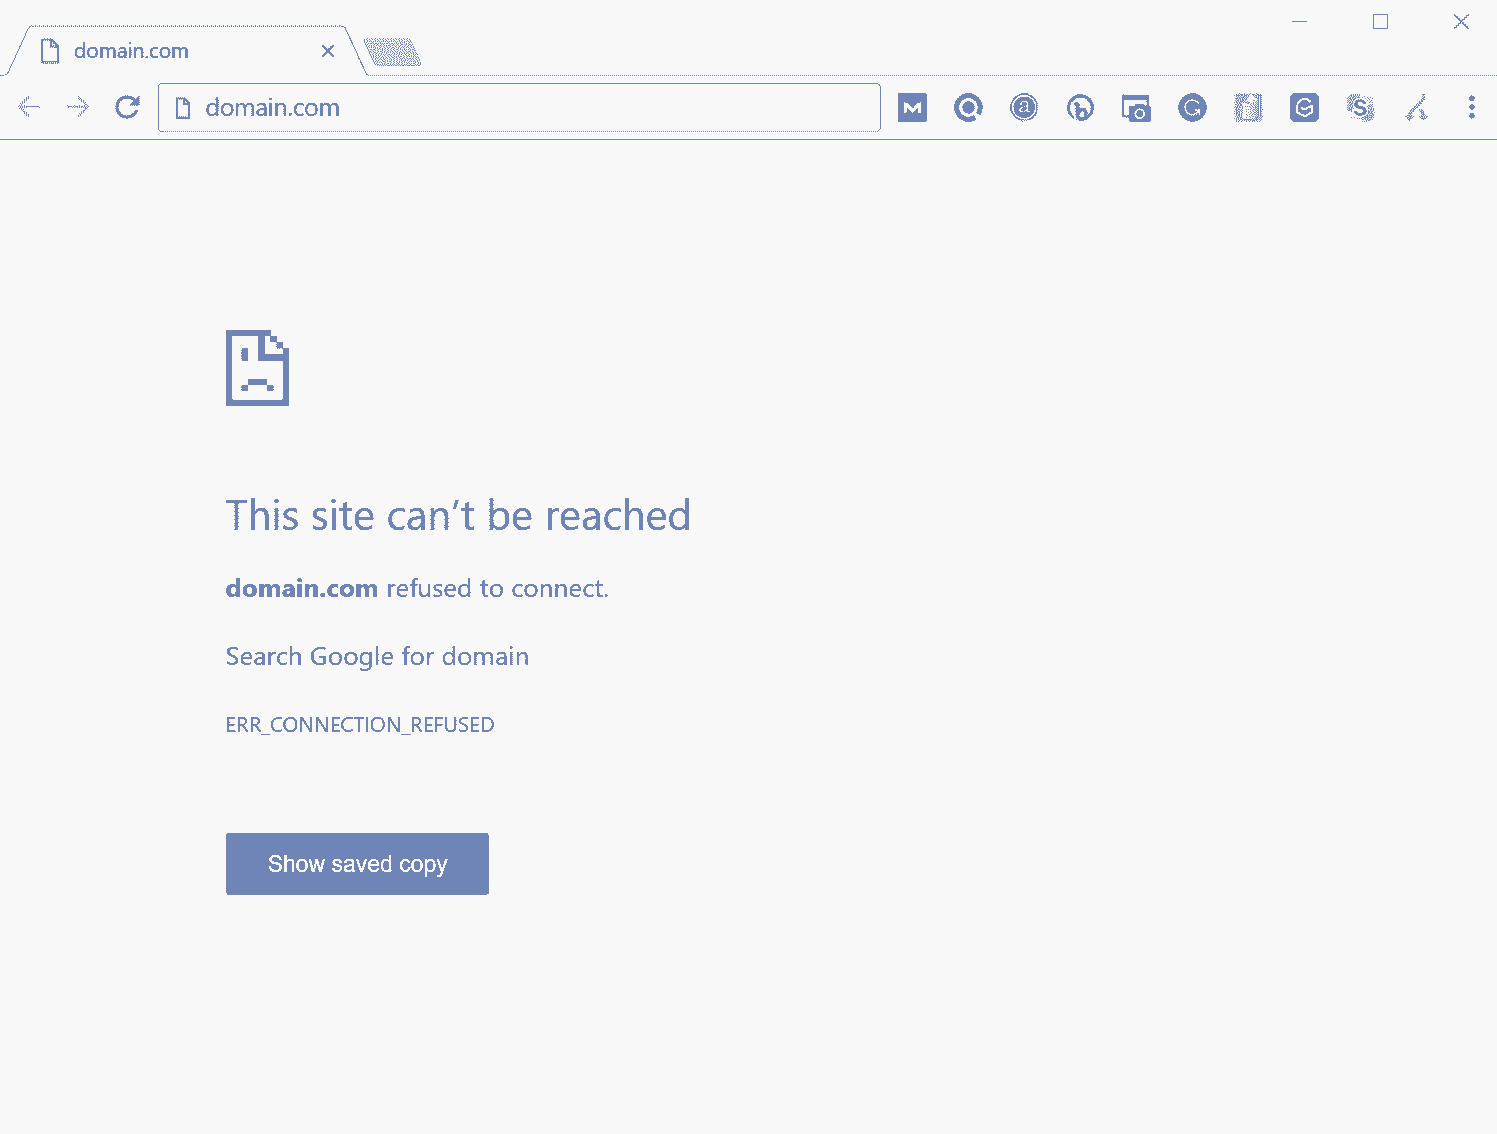 domain.com
domain.com
This site can’t be reached
domain.com refused to connect.
Search Google for domain
ERR_CONNECTION_REFUSED
Show saved copy